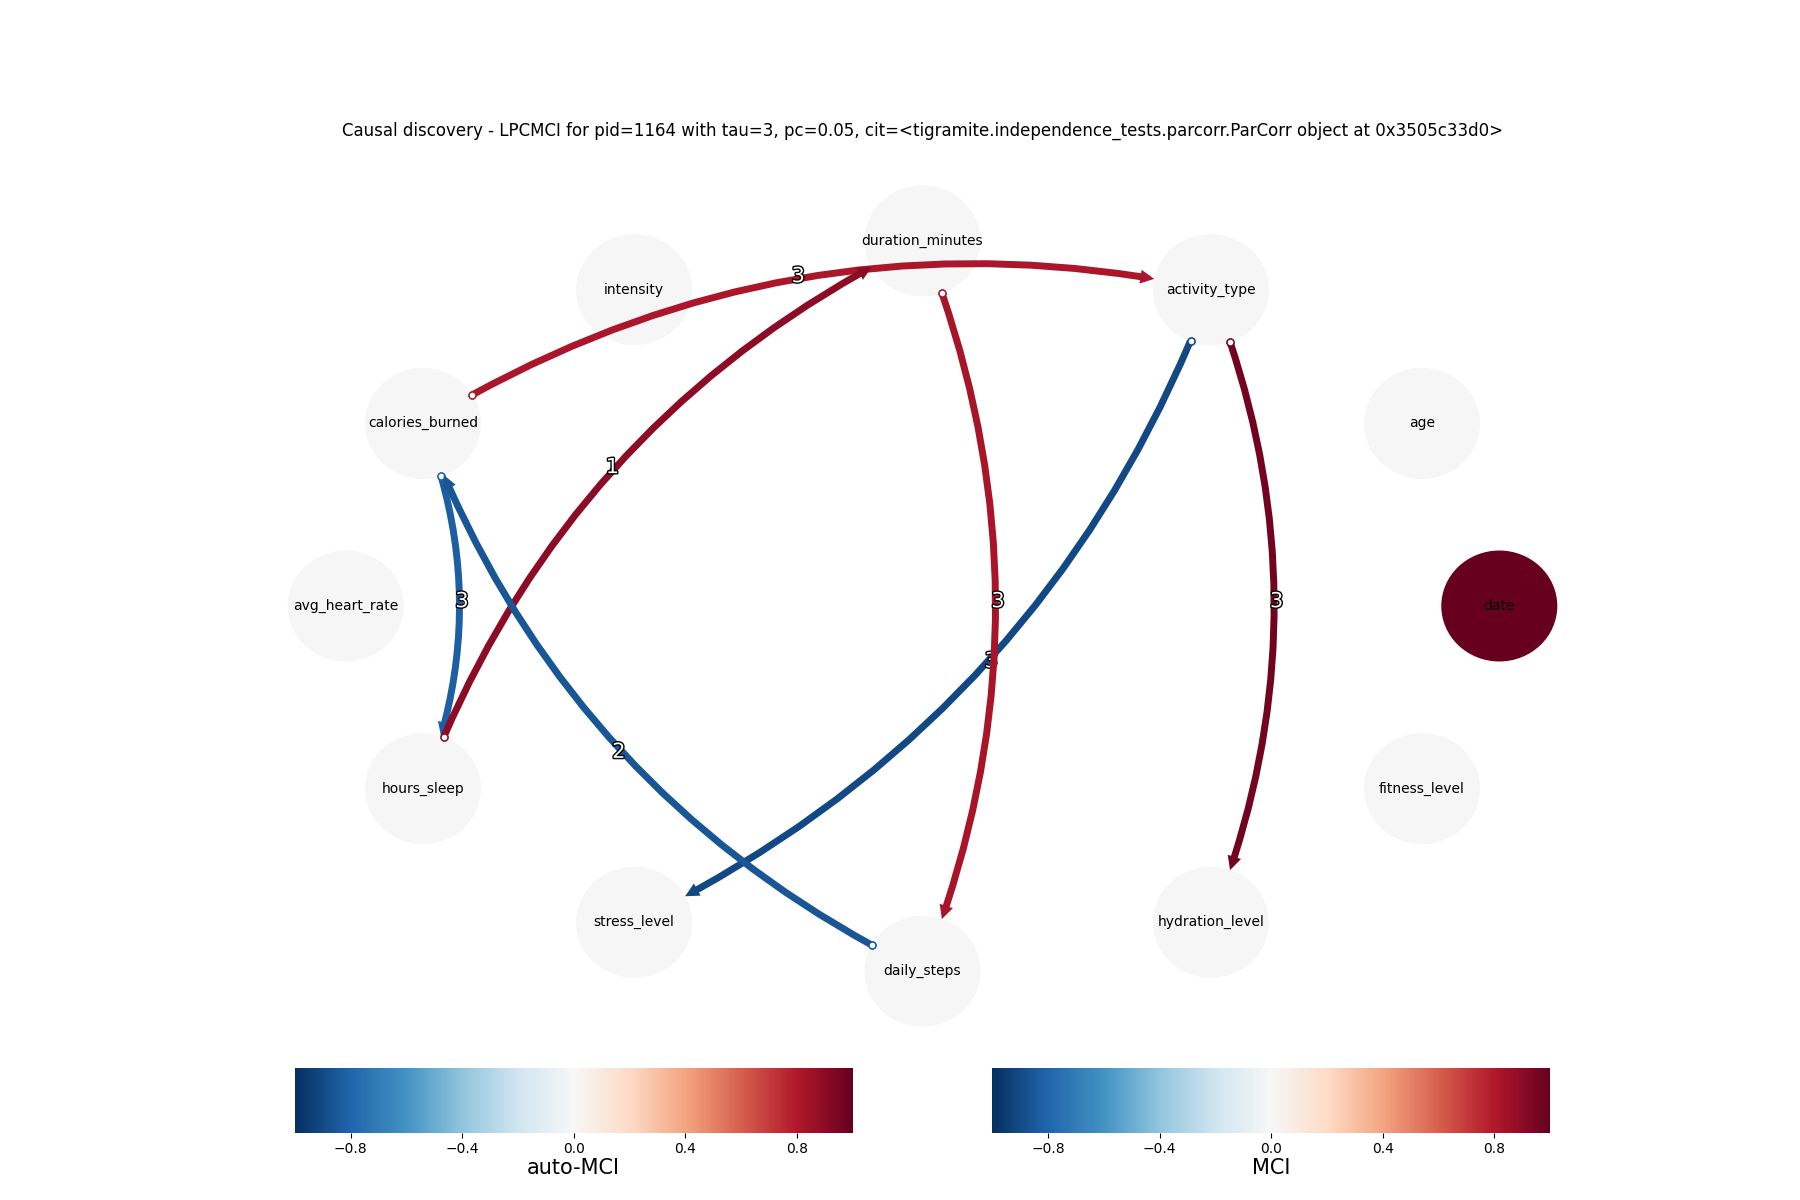 Causal discovery - LPCMCI for pid=1164 with tau=3, pc=0.05, cit=<tigramite.independence_tests.parcorr.ParCorr object at 0x3505c33d0>
duration_minutes
intensity
activity_type
3
calories_burned
age
1
avg_heart_rate
3
3
3
date
2
hours_sleep
fitness_level
stress_level
hydration_level
daily_steps
−0.8 −0.4 0.0 0.4 0.8
auto-MCI
−0.8 −0.4 0.0 0.4 0.8
MCI